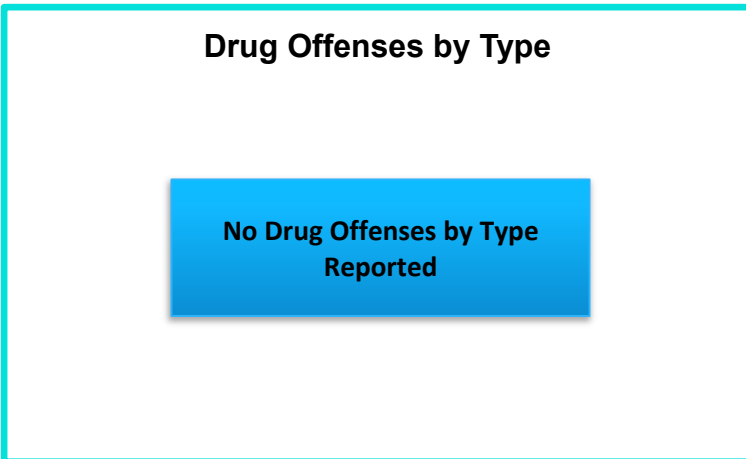 Drug Offenses by Type
No Drug Offenses by Type
Reported